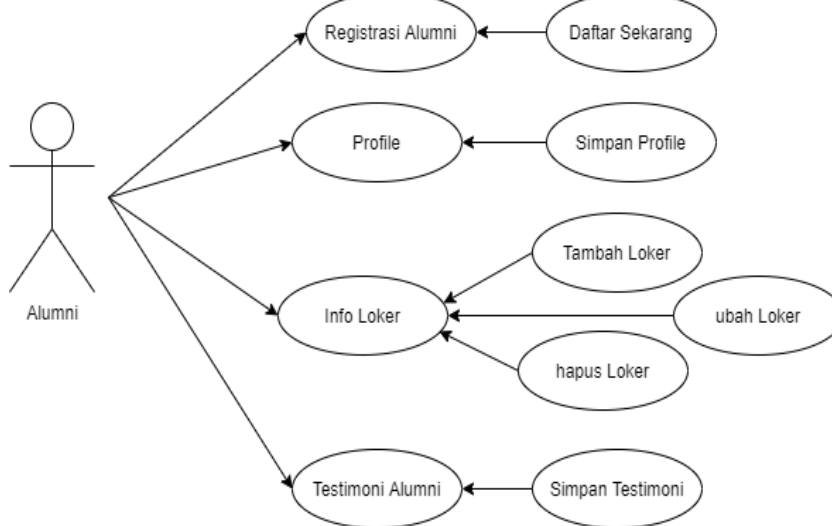 Registrasi Alumni
Daftar Sekarang
Profile
Simpan Profile
Tambah Loker
Alumni
Info Loker
ubah Loker
hapus Loker
Testimoni Alumni
Simpan Testimoni